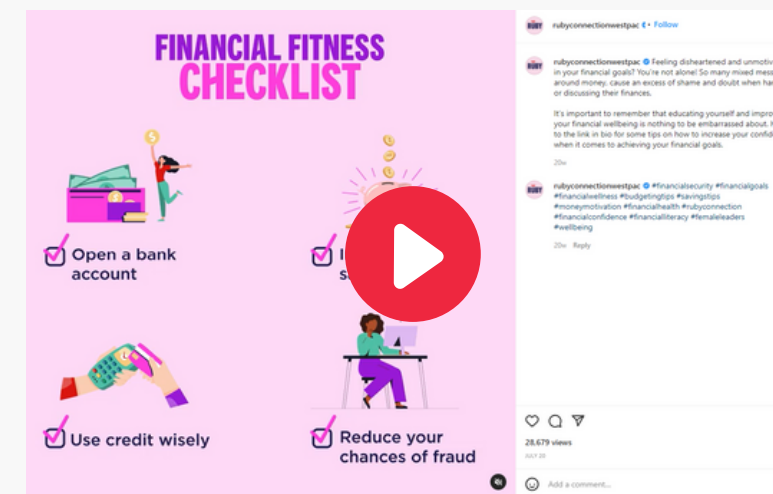 FINANCIAL FITNESS
CHECKLIST
Open a bank
account
Use credit wisely
Reduce your
chances of fraud
RUBY
rubyconnectionwestpac • Follow
RUBY
rubyconnectionwestpac Feeling disheartened and
in your financial goals? You're not alone! So many mixed
around money, cause an excess of shame and doubt when
or discussing their finances.
It's important to remember that educating yourself and
your financial wellbeing is nothing to be embarrassed about.
to the link in bio for some tips on how to increase your
when it comes to achieving your financial goals.
20w
RUBY
rubyconnectionwestpac #financialsecurity #financialgoals
#financialwellness #budgetingtips #savingstips
#moneymotivation #financialhealth #rubyconnection
#financialconfidence #financialliteracy #femaleleaders
#wellbeing
20w Reply
28,679 views
JULY 20
Add a comment...